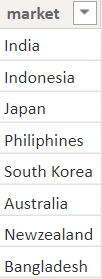 market
India
Indonesia
Japan
Philiphines
South Korea
Australia
Newzealand
Bangladesh